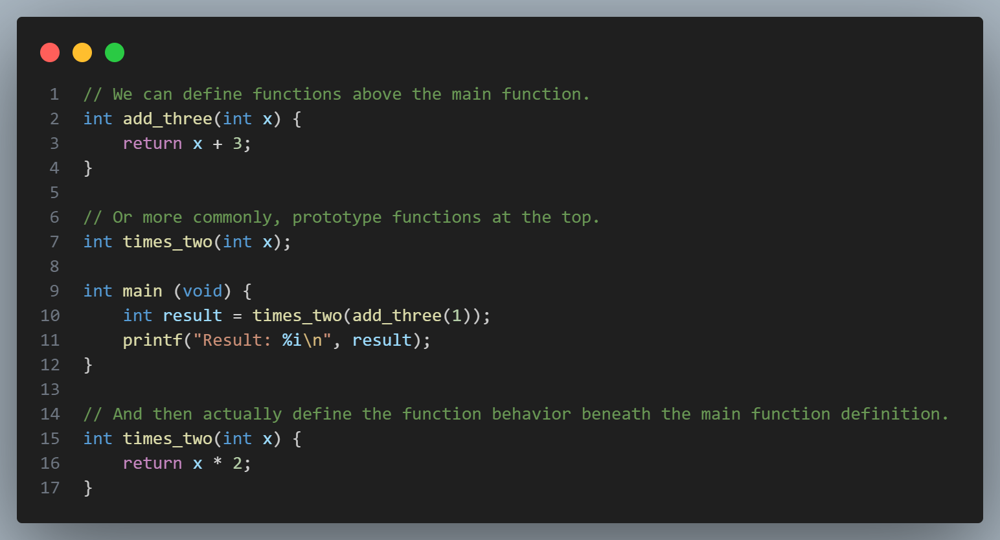 1 // We can define functions above the main function.
2 int add_three(int x) {
3     return x + 3;
4 }
5
6 // Or more commonly, prototype functions at the top.
7 int times_two(int x);
8
9 int main (void) {
10     int result = times_two(add_three(1));
11     printf("Result: %i\n", result);
12 }
13
14 // And then actually define the function behavior beneath the main function definition.
15 int times_two(int x) {
16     return x * 2;
17 }